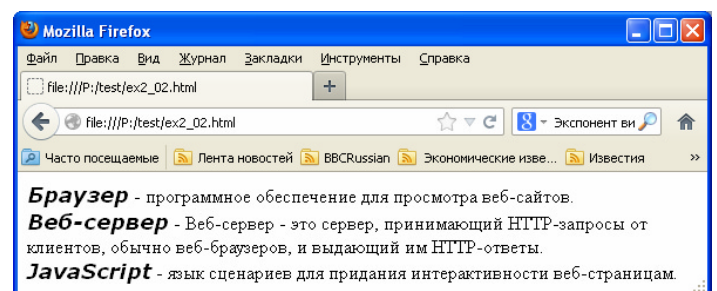 Mozilla Firefox
Файл Правка Вид Журнал Закладки Инструменты Справка
file:///P:/test/ex2_02.html +
file:///P:/test/ex2_02.html 8 Экспонент ви
Часто посещаемые Лента новостей BBCRussian Экономические изве... Известия »
Браузер - программное обеспечение для просмотра веб-сайтов.
Веб-сервер - Веб-сервер - это сервер, принимающий HTTP-запросы от
клиентов, обычно веб-браузеров, и выдающий им HTTP-ответы.
JavaScript - язык сценариев для придания интерактивности веб-страницам.